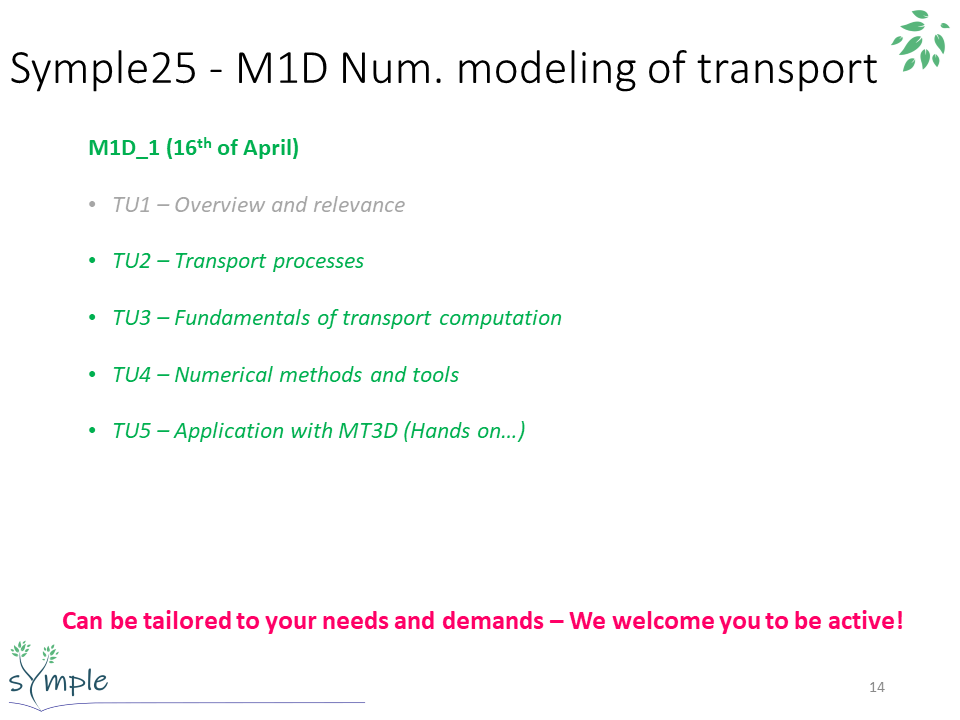 Symple25 - M1D Num. modeling of transport
M1D_1 (16th of April)
• TU1 – Overview and relevance
• TU2 – Transport processes
• TU3 – Fundamentals of transport computation
• TU4 – Numerical methods and tools
• TU5 – Application with MT3D (Hands on…)
Can be tailored to your needs and demands – We welcome you to be active!
sYmple
14